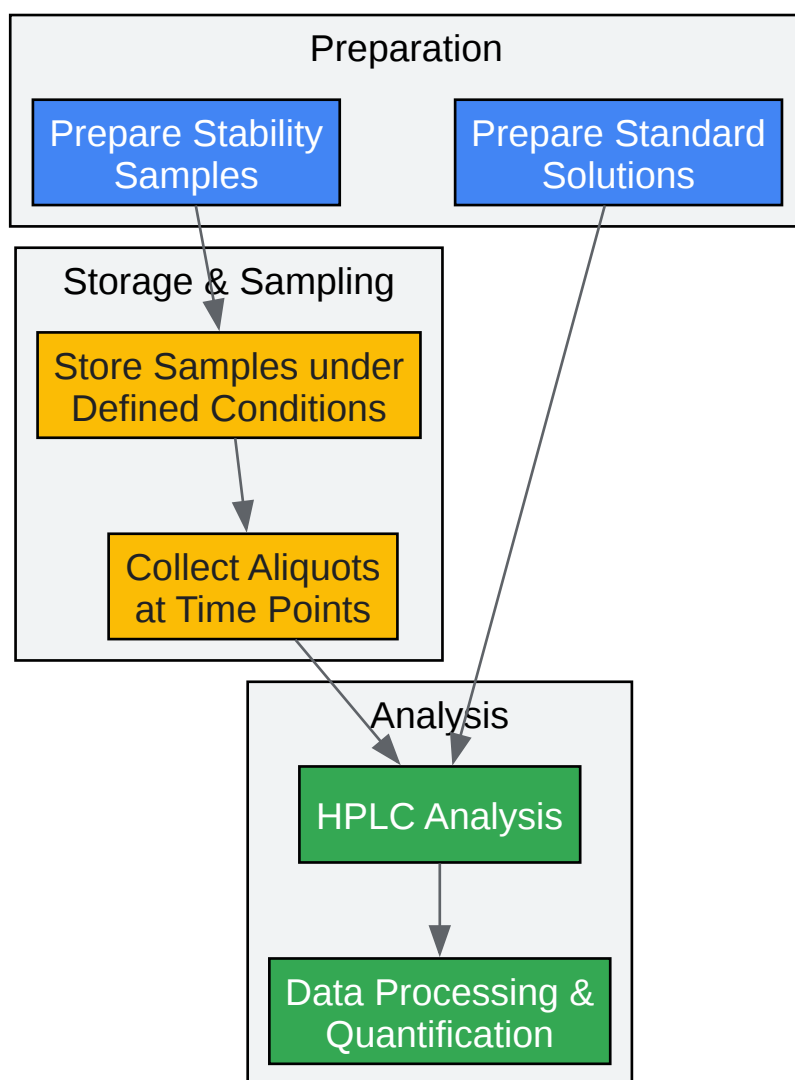 Preparation
Prepare Stability
Samples
Prepare Standard
Solutions
Storage & Sampling
Store Samples under
Defined Conditions
Collect Aliquots
at Time Points
Analysis
HPLC Analysis
Data Processing &
Quantification